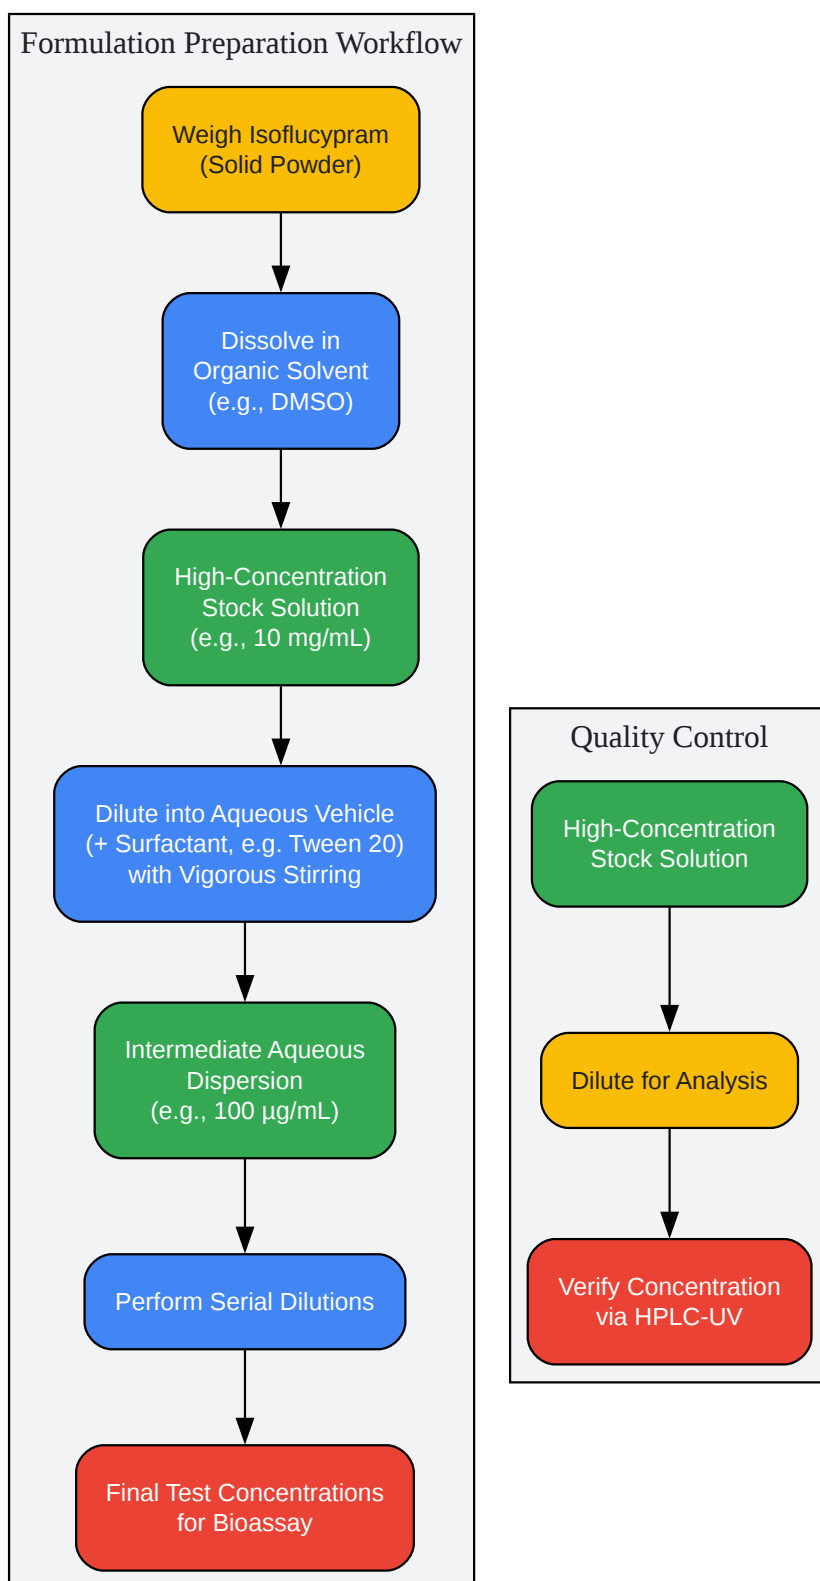 Formulation Preparation Workflow
Weigh Isoflucypram
(Solid Powder)
Dissolve in
Organic Solvent
(e.g., DMSO)
High-Concentration
Stock Solution
(e.g., 10 mg/mL)
Dilute into Aqueous Vehicle
(+ Surfactant, e.g. Tween 20)
with Vigorous Stirring
Intermediate Aqueous
Dispersion
(e.g., 100 µg/mL)
Perform Serial Dilutions
Final Test Concentrations
for Bioassay
Quality Control
High-Concentration
Stock Solution
Dilute for Analysis
Verify Concentration
via HPLC-UV